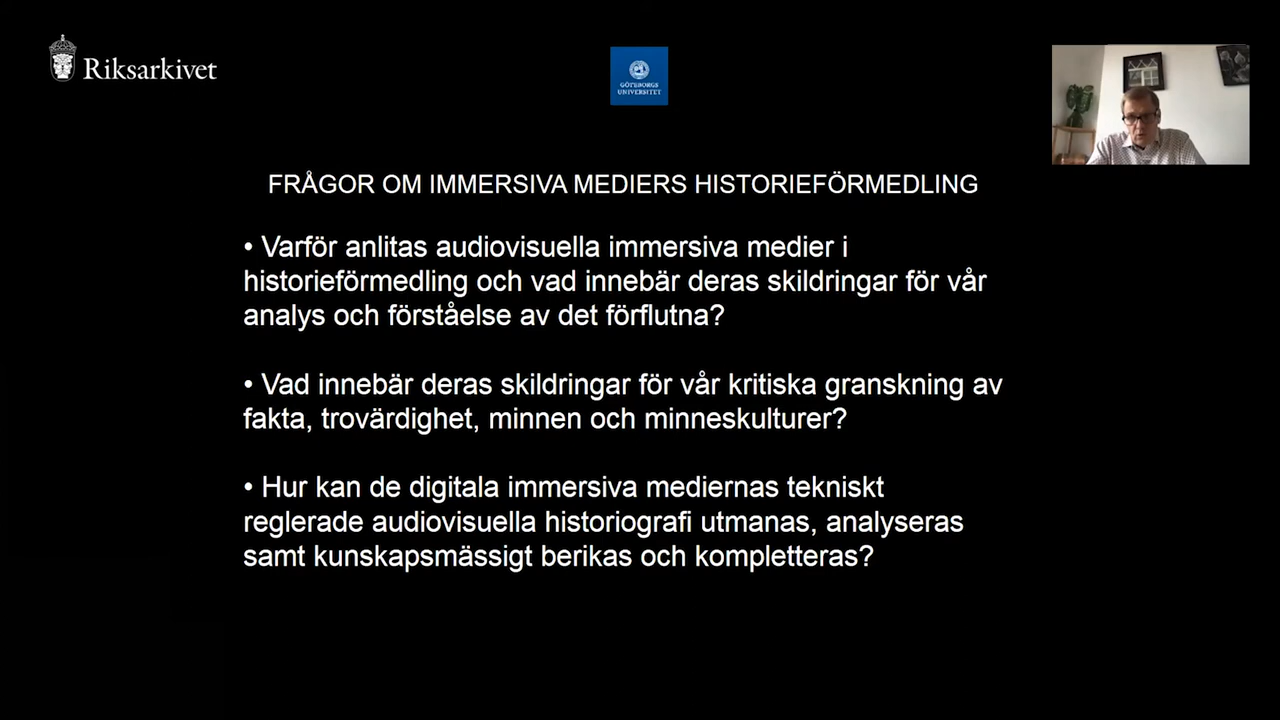 Riksarkivet
GÖTEBORGS
UNIVERSITET
FRÅGOR OM IMMERSIVA MEDIERS HISTORIEFÖRMEDLING
• Varför anlitas audiovisuella immersiva medier i
historieförmedling och vad innebär deras skildringar för vår
analys och förståelse av det förflutna?
• Vad innebär deras skildringar för vår kritiska granskning av
fakta, trovärdighet, minnen och minneskulturer?
• Hur kan de digitala immersiva mediernas tekniskt
reglerade audiovisuella historiografi utmanas, analyseras
samt kunskapsmässigt berikas och kompletteras?